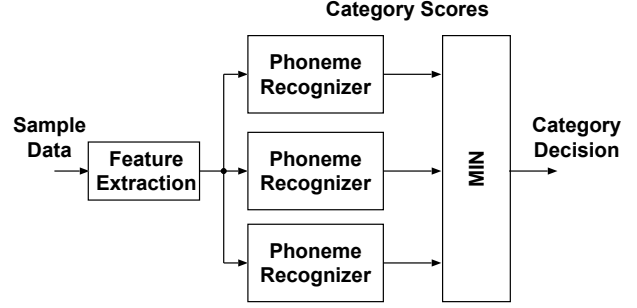 Category Scores
Phoneme
Recognizer
Sample
Data
Feature
Extraction
Phoneme
Recognizer
Phoneme
Recognizer
MIN
Category
Decision